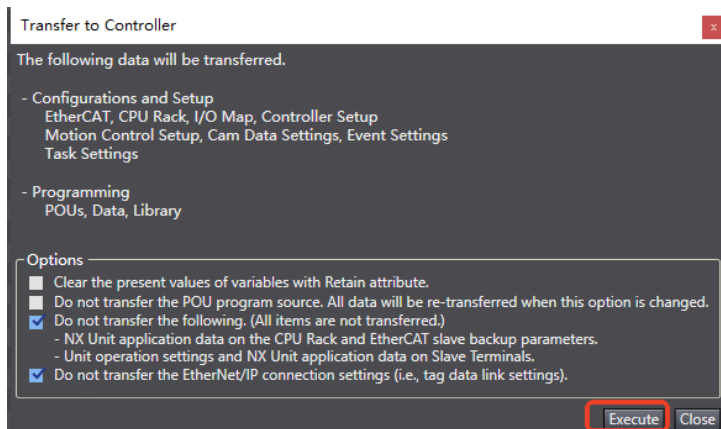 Transfer to Controller
x
The following data will be transferred.
- Configurations and Setup
EtherCAT, CPU Rack, I/O Map, Controller Setup
Motion Control Setup, Cam Data Settings, Event Settings
Task Settings
- Programming
POUs, Data, Library
Options
Clear the present values of variables with Retain attribute.
Do not transfer the POU program source. All data will be re-transferred when this option is changed.
Do not transfer the following. (All items are not transferred.)
- NX Unit application data on the CPU Rack and EtherCAT slave backup parameters.
- Unit operation settings and NX Unit application data on Slave Terminals.
Do not transfer the EtherNet/IP connection settings (i.e., tag data link settings).
Execute Close